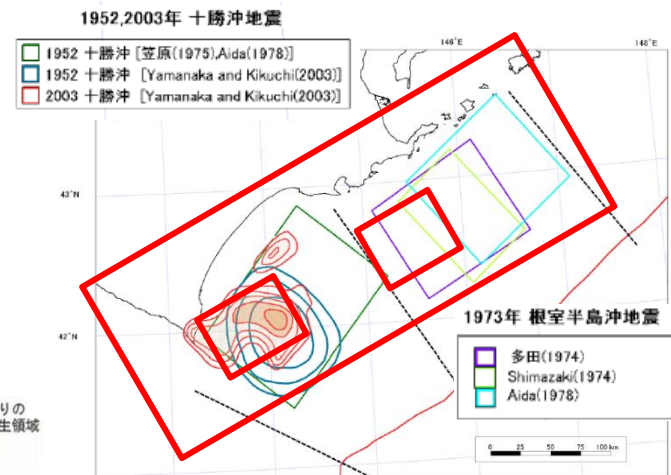 1952,2003年 十勝沖地震
1952 十勝沖 [笠原(1975),Aida(1978)]
1952 十勝沖 [Yamanaka and Kikuchi(2003)]
2003 十勝沖 [Yamanaka and Kikuchi(2003)]
146°E
148°E
43°N
42°N
1973年 根室半島沖地震
多田(1974)
Shimazaki(1974)
Aida(1978)
りの
生領域
0 25 50 75 100 km